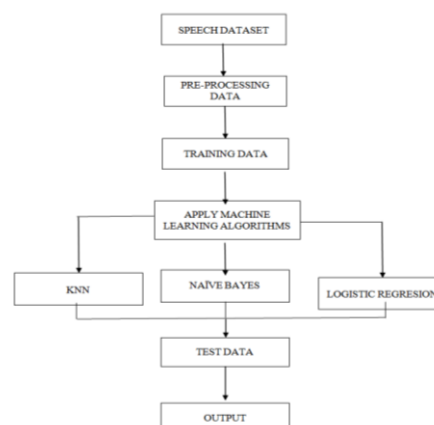 SPEECH DATASET
PRE-PROCESSING
DATA
TRAINING DATA
APPLY MACHINE
LEARNING ALGORITHMS
KNN
NAÏVE BAYES
LOGISTIC REGRESION
TEST DATA
OUTPUT